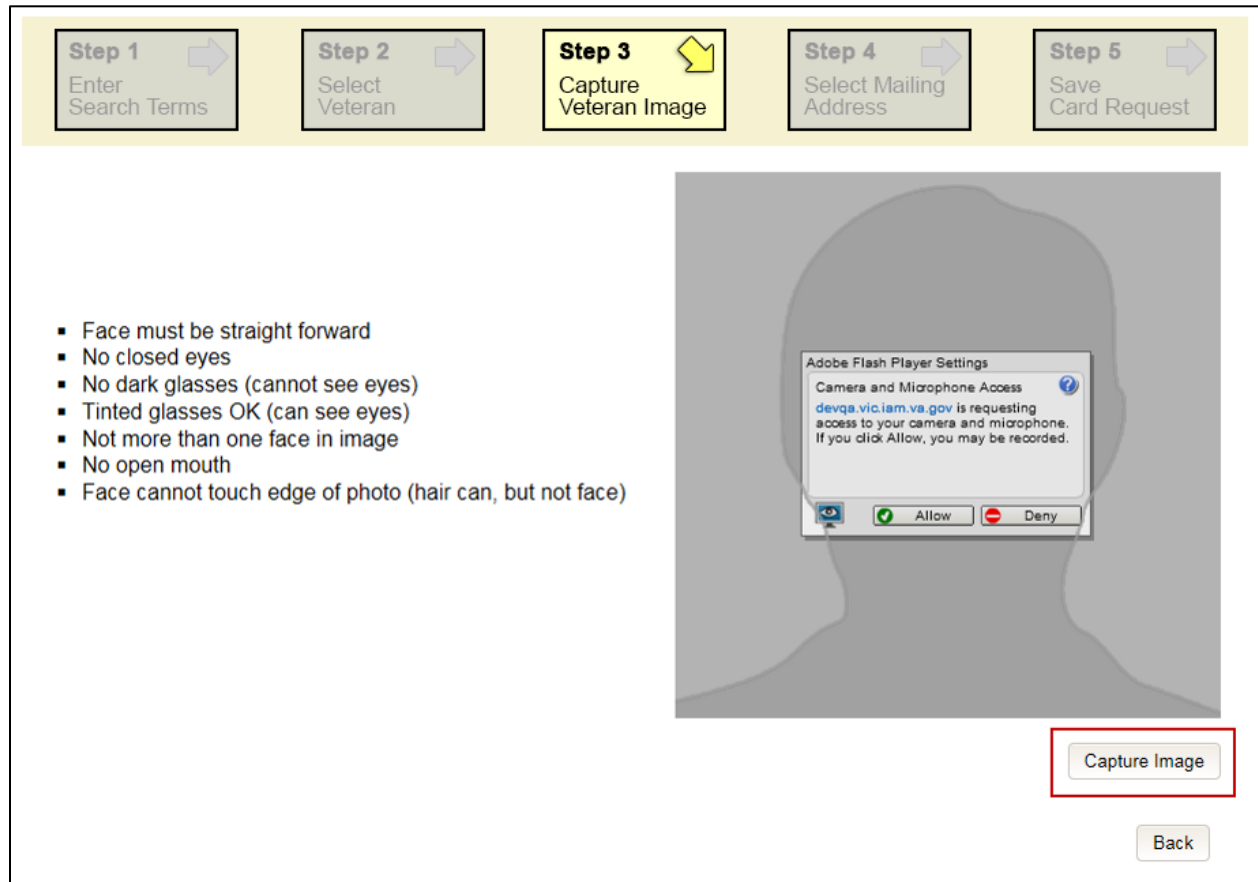 Step 1
Enter
Search Terms
Step 2
Select
Veteran
Step 3
Capture
Veteran Image
Step 4
Select Mailing
Address
Step 5
Save
Card Request
Face must be straight forward
No closed eyes
No dark glasses (cannot see eyes)
Tinted glasses OK (can see eyes)
Not more than one face in image
No open mouth
Face cannot touch edge of photo (hair can, but not face)
Adobe Flash Player Settings
Camera and Microphone Access
devqa.vic.iam.va.gov is requesting
access to your camera and microphone.
If you click Allow, you may be recorded.
Allow
Deny
Capture Image
Back